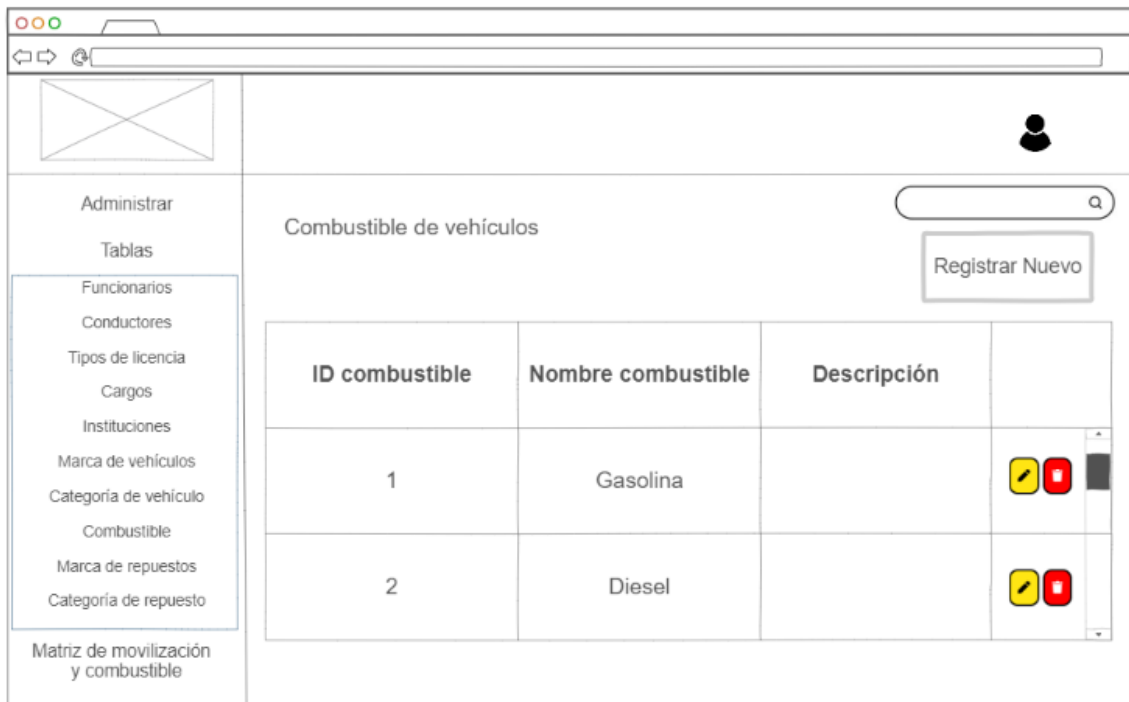 Administrar
Tablas
Funcionarios
Conductores
Tipos de licencia
Cargos
Instituciones
Marca de vehículos
Categoría de vehículo
Combustible
Marca de repuestos
Categoría de repuesto
Matriz de movilización
y combustible
Combustible de vehículos
Registrar Nuevo
ID combustible Nombre combustible Descripción
1 Gasolina
2 Diesel